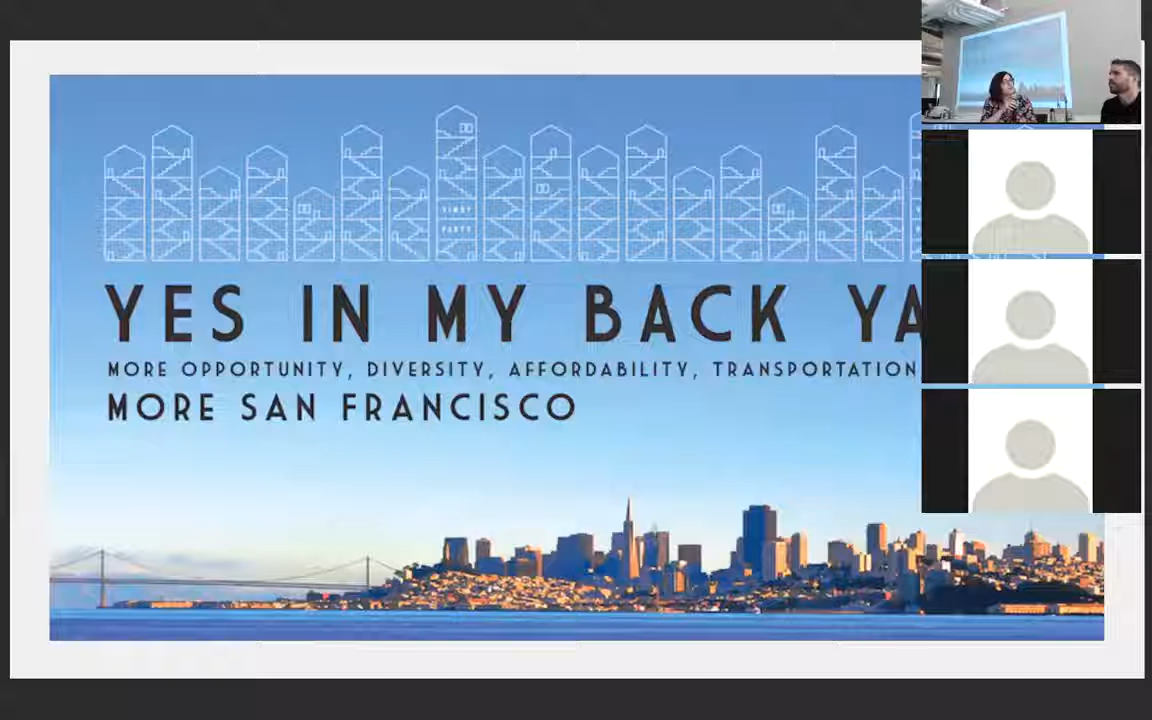 YES IN MY BACK YA
MORE OPPORTUNITY, DIVERSITY, AFFORDABILITY, TRANSPORTATION
MORE SAN FRANCISCO